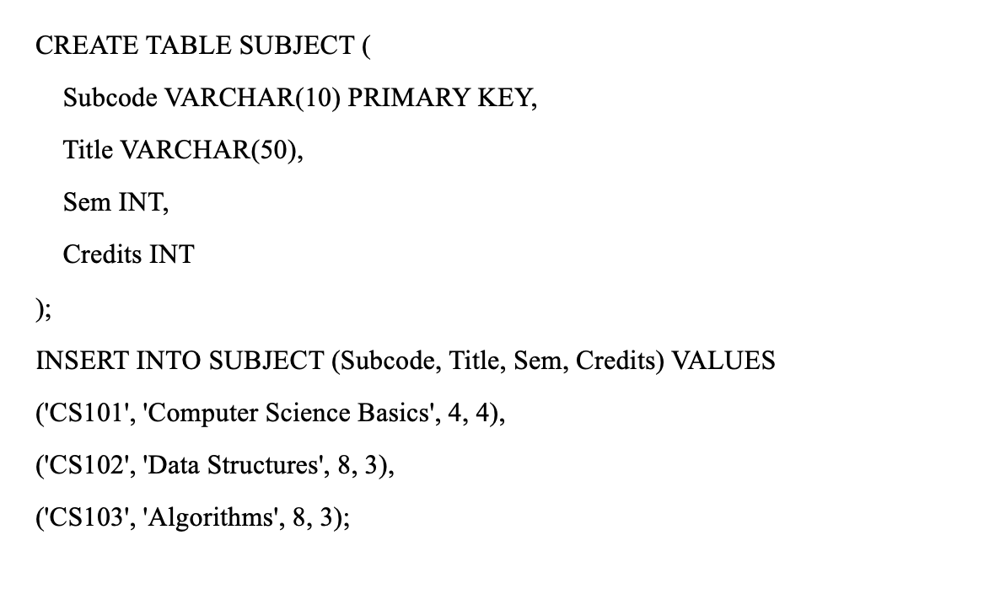 CREATE TABLE SUBJECT (
Subcode VARCHAR(10) PRIMARY KEY,
Title VARCHAR(50),
Sem INT,
Credits INT
);
INSERT INTO SUBJECT (Subcode, Title, Sem, Credits) VALUES
('CS101', 'Computer Science Basics', 4, 4),
('CS102', 'Data Structures', 8, 3),
('CS103', 'Algorithms', 8, 3);